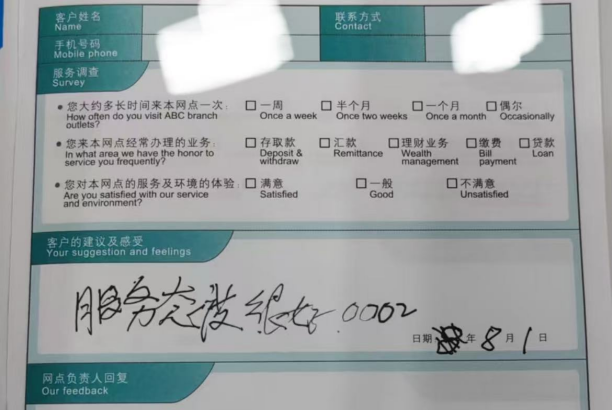 客户姓名 联系方式
Name Contact
手机号码
Mobile phone
服务调查
Survey
• 您大约多长时间来本网点一次: □ 一周 □ 半个月 □ 一个月 □ 偶尔
How often do you visit ABC branch Once a week Once two weeks Once a month Occasionally
outlets?
• 您来本网点经常办理的业务: □ 存取款 □ 汇款 □ 理财业务 □ 缴费 □ 贷款
In what area we have the honor to Deposit & Remittance Wealth Bill Loan
service you frequently? withdraw management payment
• 您对本网点的服务及环境的体验: □ 满意 □ 一般 □ 不满意
Are you satisfied with our service Satisfied Good Unsatisfied
and environment?
客户的建议及感受
Your suggestion and feelings
服务态度很好.0002
日期 年 8 月 1 日
网点负责人回复
Our feedback